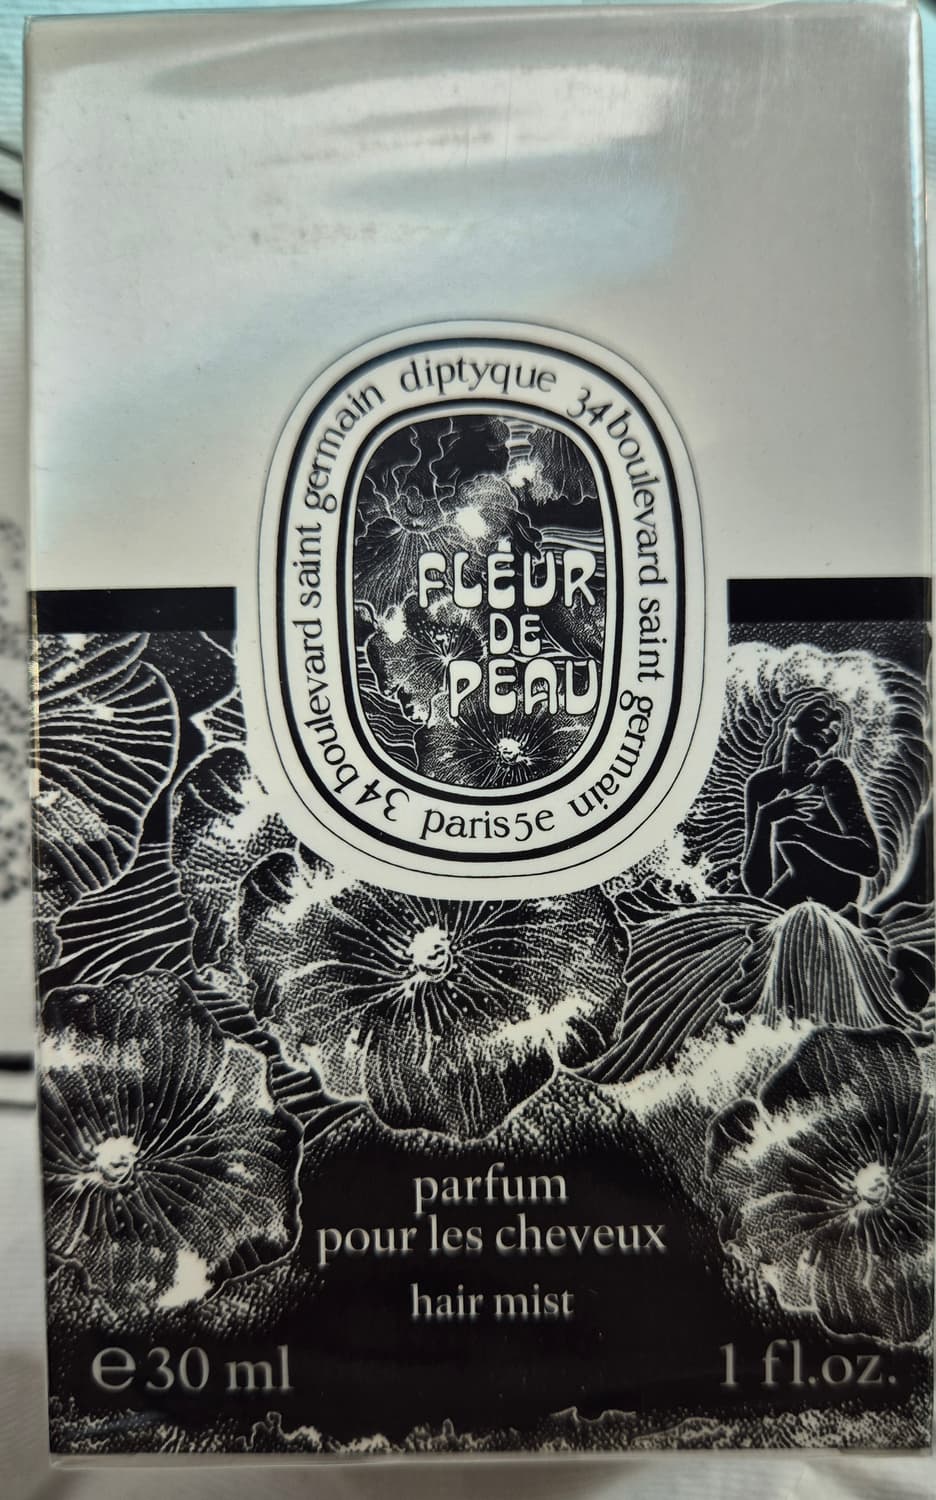 diptyque 34 boulevard saint germain paris 5e 34 boulevard saint germain
FLEUR
DE
PEAU
parfum
pour les cheveux
hair mist
e 30 ml
1 fl.oz.